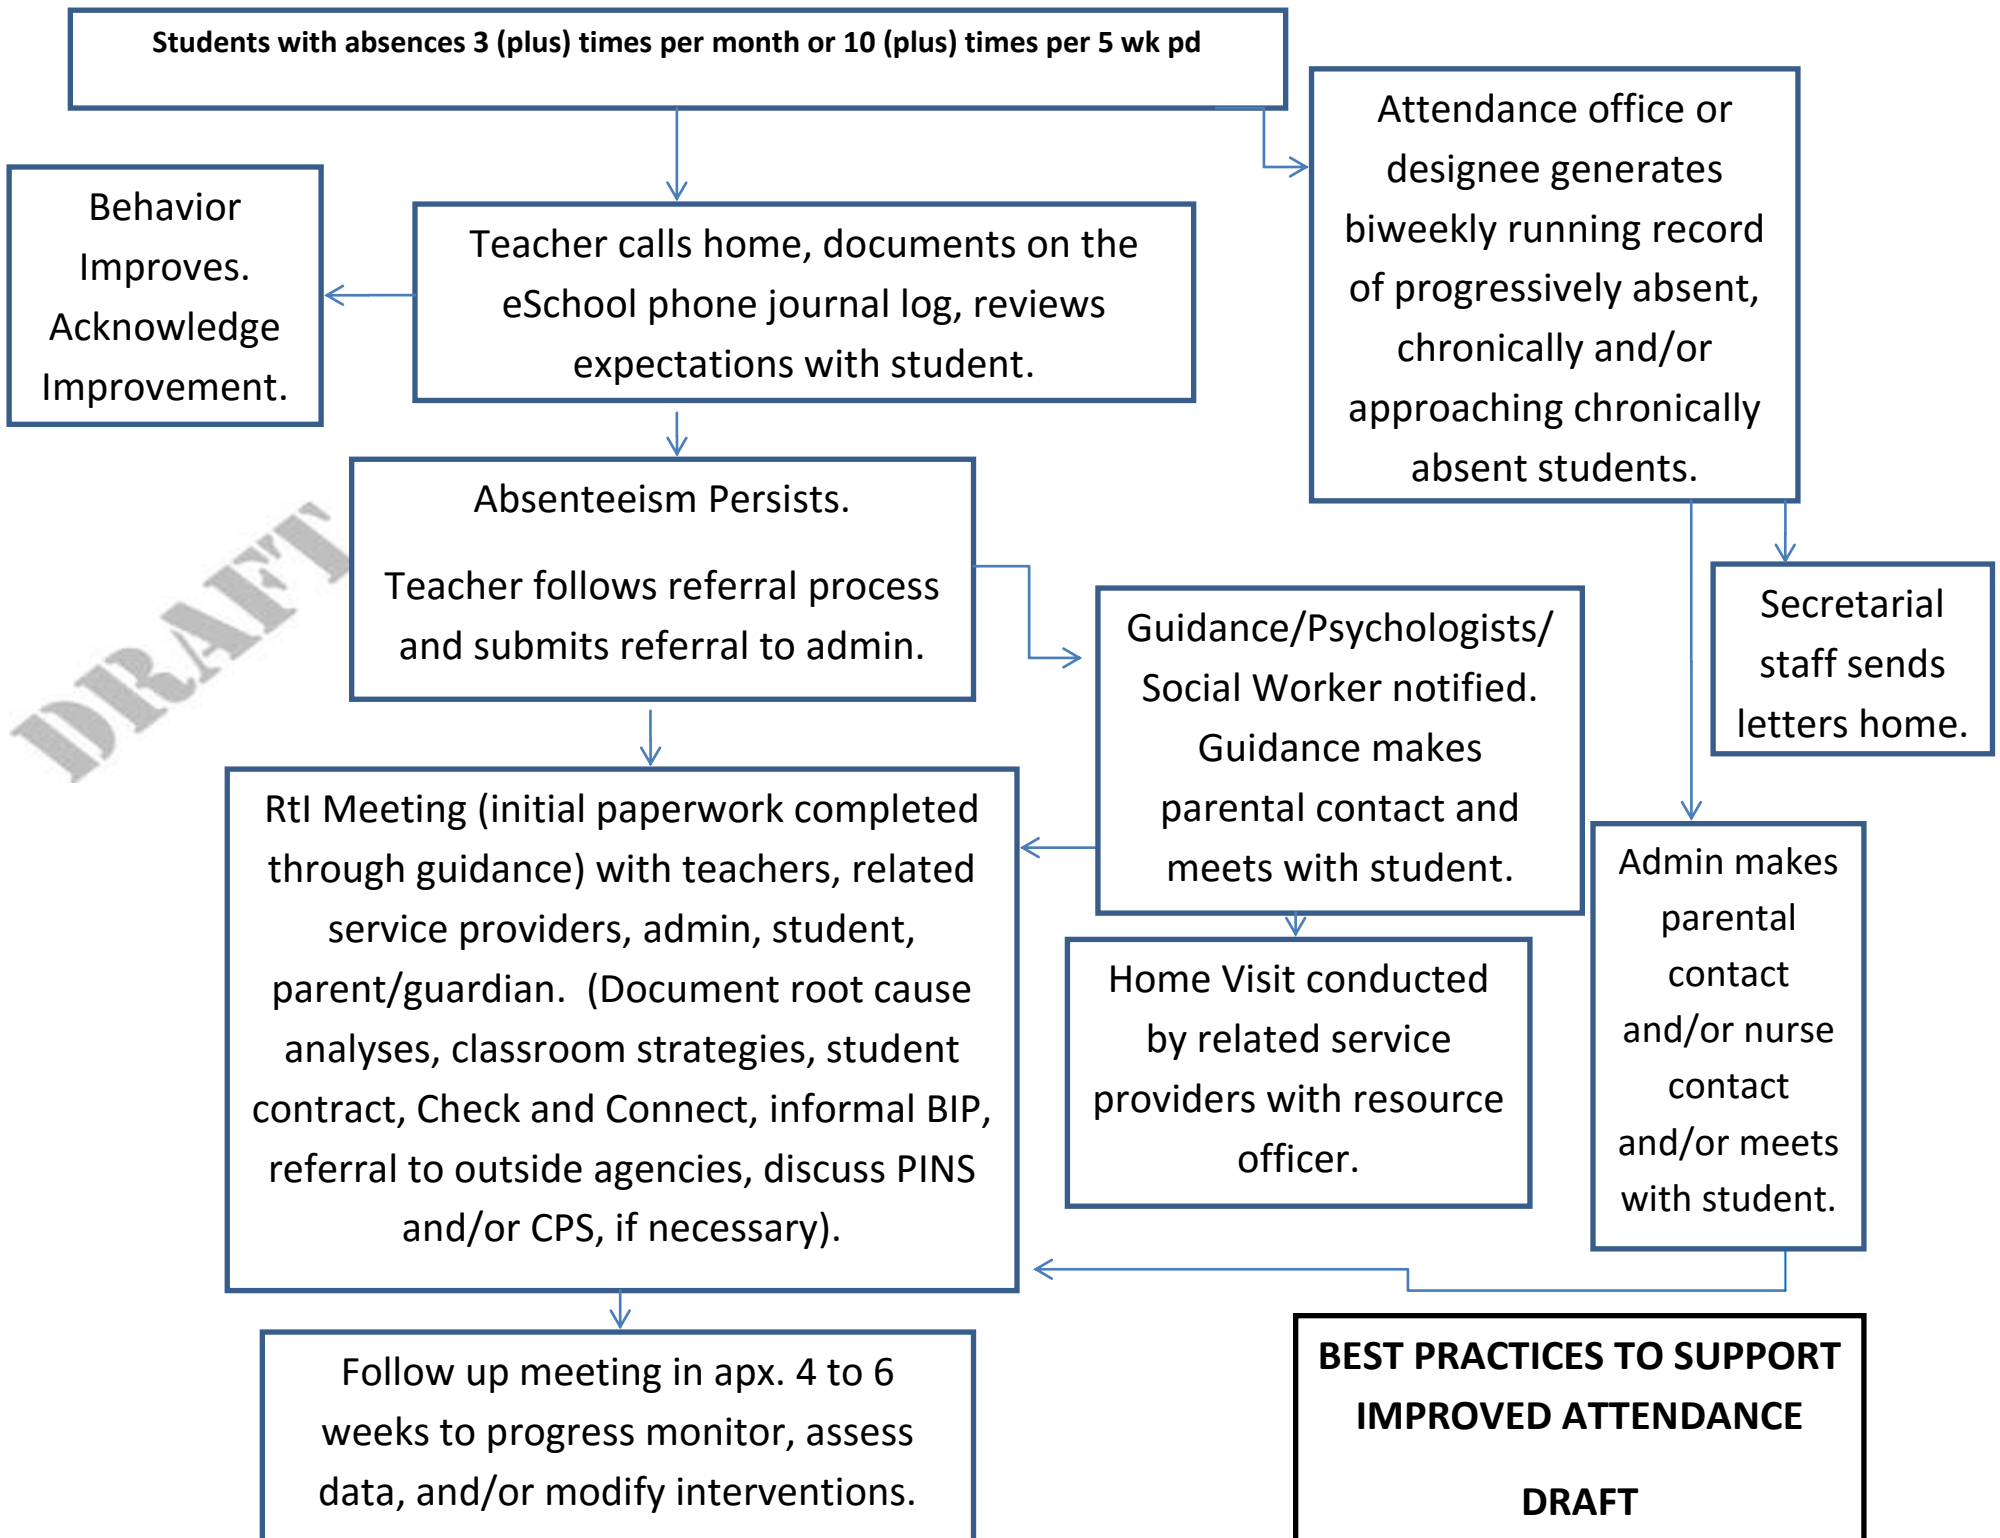 Students with absences 3 (plus) times per month or 10 (plus) times per 5 wk pd
Attendance office or
designee generates
biweekly running record
of progressively absent,
chronically and/or
approaching chronically
absent students.
Behavior
Improves.
Acknowledge
Improvement.
Teacher calls home, documents on the
eSchool phone journal log, reviews
expectations with student.
Absenteeism Persists.
Teacher follows referral process
and submits referral to admin.
DRAFT
Guidance/Psychologists/
Social Worker notified.
Guidance makes
parental contact and
meets with student.
Secretarial
staff sends
letters home.
RtI Meeting (initial paperwork completed
through guidance) with teachers, related
service providers, admin, student,
parent/guardian.  (Document root cause
analyses, classroom strategies, student
contract, Check and Connect, informal BIP,
referral to outside agencies, discuss PINS
and/or CPS, if necessary).
Home Visit conducted
by related service
providers with resource
officer.
Admin makes
parental
contact
and/or nurse
contact
and/or meets
with student.
Follow up meeting in apx. 4 to 6
weeks to progress monitor, assess
data, and/or modify interventions.
BEST PRACTICES TO SUPPORT
IMPROVED ATTENDANCE
DRAFT